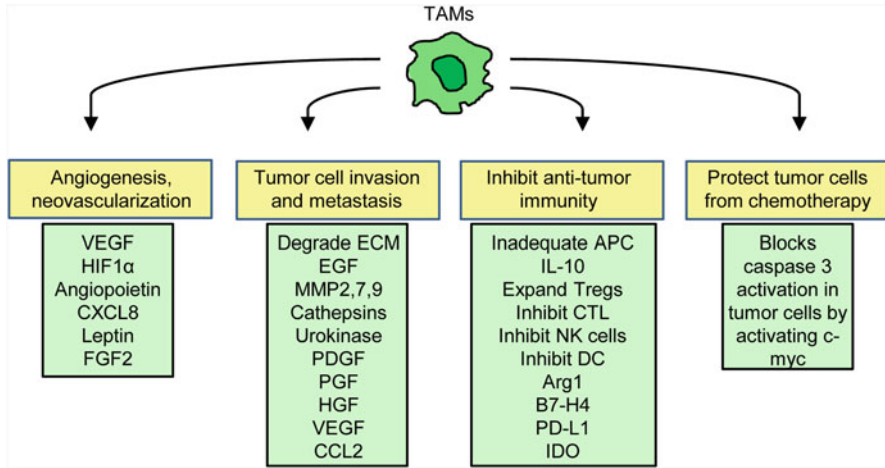 TAMs
Angiogenesis,
neovascularization
VEGF
HIF1α
Angiopoietin
CXCL8
Leptin
FGF2
Tumor cell invasion
and metastasis
Degrade ECM
EGF
MMP2,7,9
Cathepsins
Urokinase
PDGF
PGF
HGF
VEGF
CCL2
Inhibit anti-tumor
immunity
Inadequate APC
IL-10
Expand Tregs
Inhibit CTL
Inhibit NK cells
Inhibit DC
Arg1
B7-H4
PD-L1
IDO
Protect tumor cells
from chemotherapy
Blocks
caspase 3
activation in
tumor cells by
activating c-
myc